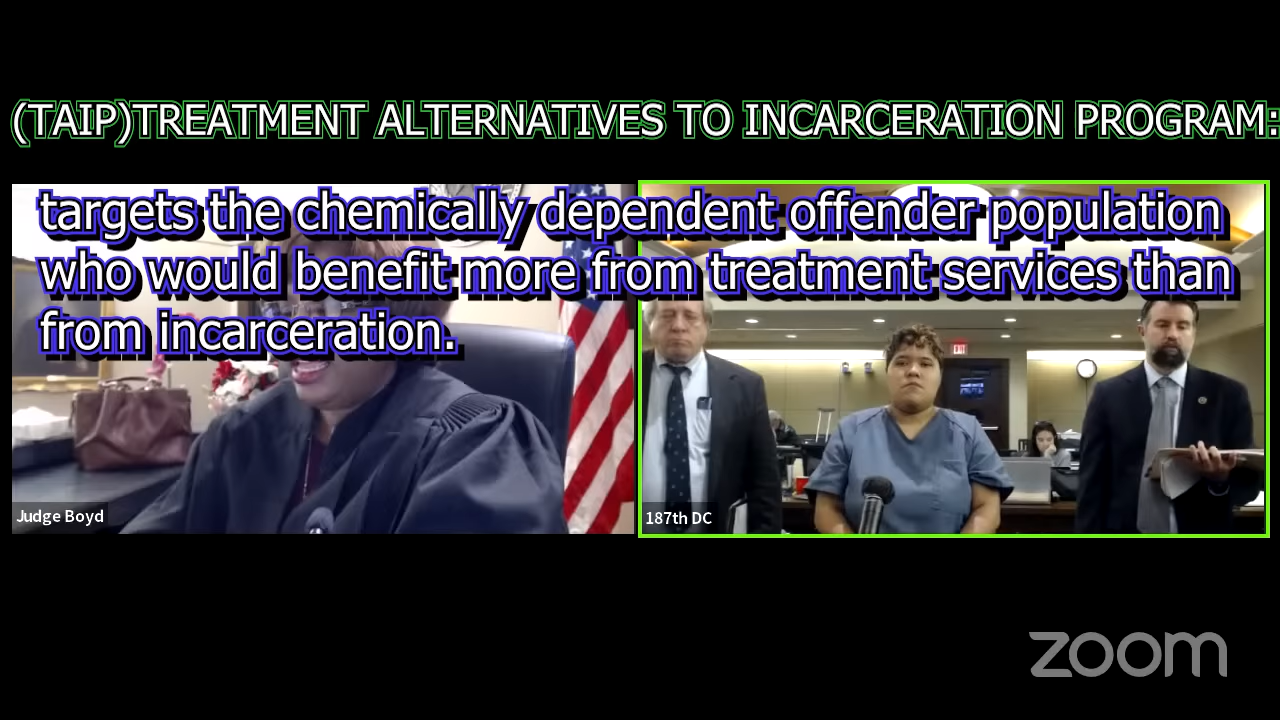 (TAIP)TREATMENT ALTERNATIVES TO INCARCERATION PROGRAM:
targets the chemically dependent offender population
who would benefit more from treatment services than
from incarceration.
Judge Boyd
187th DC
zoom